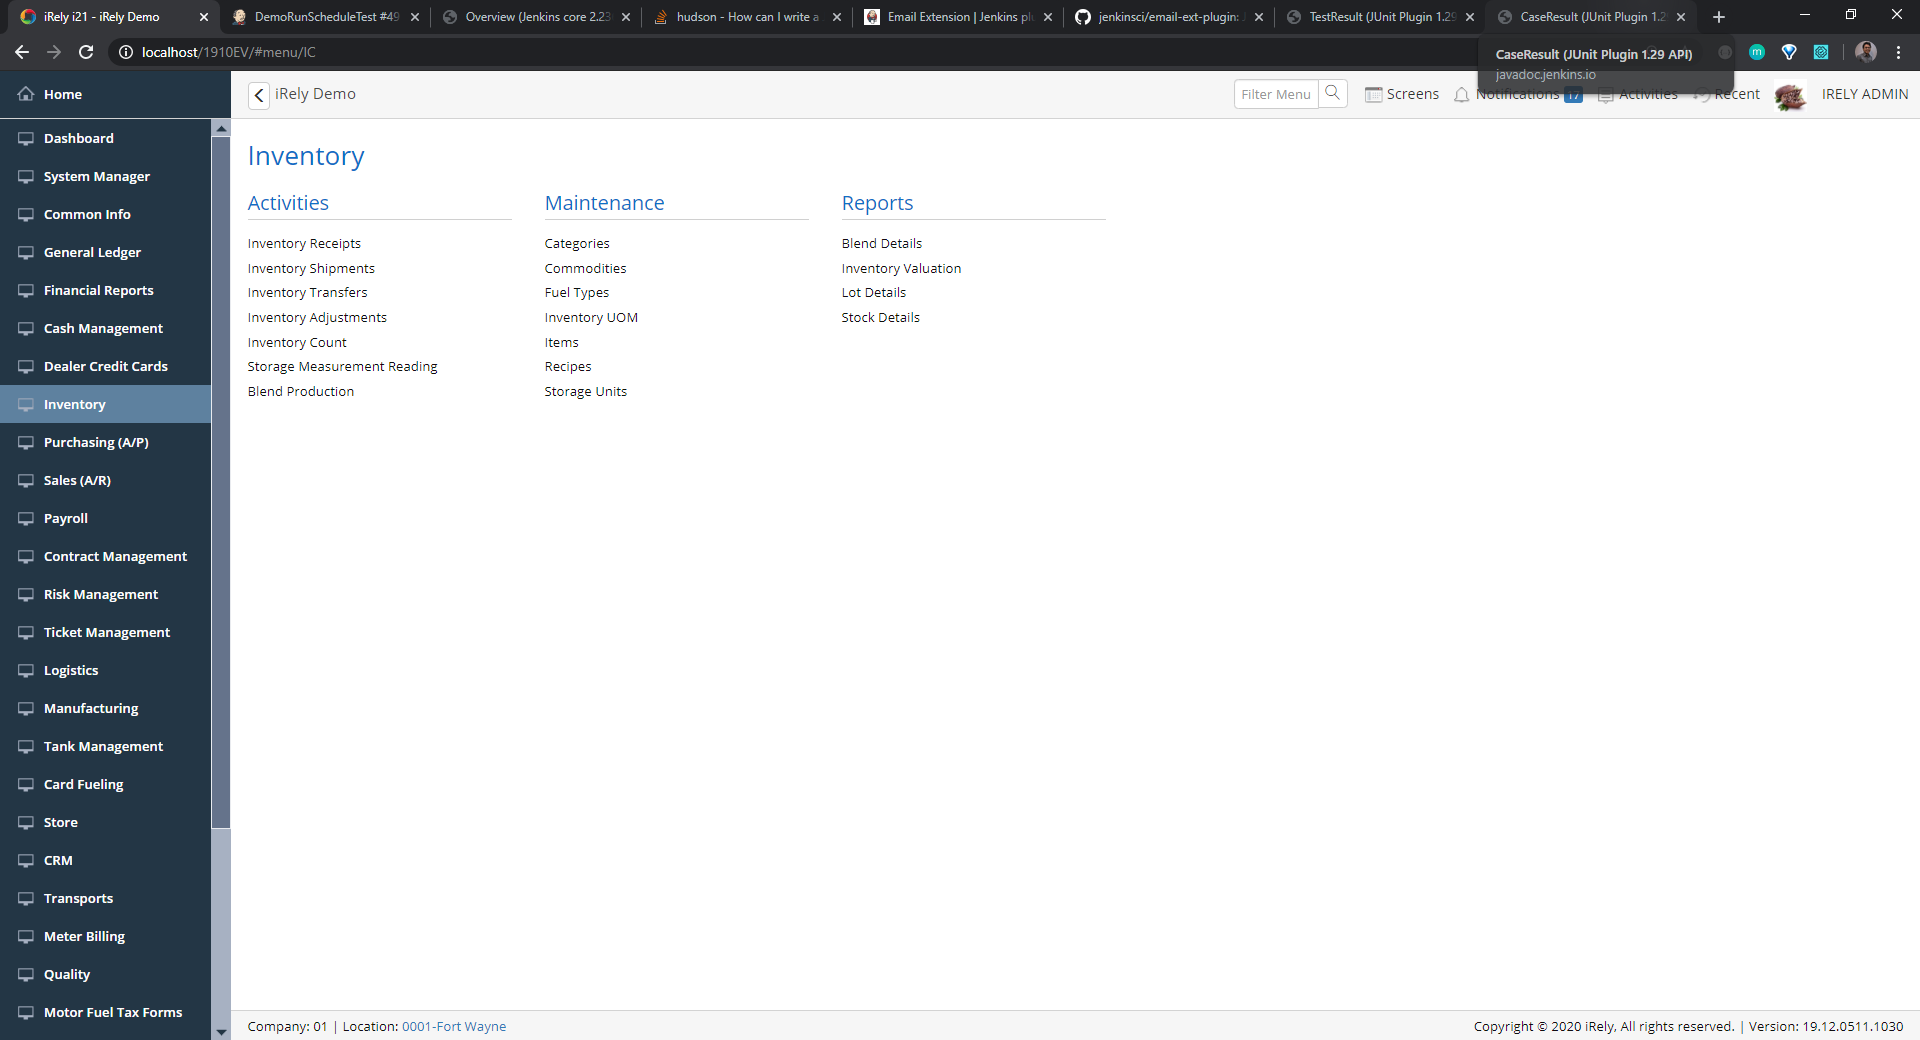 iRely i21 - iRely Demo
DemoRunScheduleTest #49
Overview (Jenkins core 2.23
hudson - How can I write a
Email Extension | Jenkins plu
jenkinsci/email-ext-plugin:
TestResult (JUnit Plugin 1.29
CaseResult (JUnit Plugin 1.2
localhost/1910EV/#menu/IC
CaseResult (JUnit Plugin 1.29 API)
javadoc.jenkins.io
m
Home
iRely Demo
Filter Menu
Screens
Notifications 17
Activities
Recent
IRELY ADMIN
Dashboard
System Manager
Common Info
General Ledger
Financial Reports
Cash Management
Dealer Credit Cards
Inventory
Purchasing (A/P)
Sales (A/R)
Payroll
Contract Management
Risk Management
Ticket Management
Logistics
Manufacturing
Tank Management
Card Fueling
Store
CRM
Transports
Meter Billing
Quality
Motor Fuel Tax Forms
Inventory
Activities
Inventory Receipts
Inventory Shipments
Inventory Transfers
Inventory Adjustments
Inventory Count
Storage Measurement Reading
Blend Production
Maintenance
Categories
Commodities
Fuel Types
Inventory UOM
Items
Recipes
Storage Units
Reports
Blend Details
Inventory Valuation
Lot Details
Stock Details
Company: 01 | Location: 0001-Fort Wayne
Copyright © 2020 iRely, All rights reserved. | Version: 19.12.0511.1030